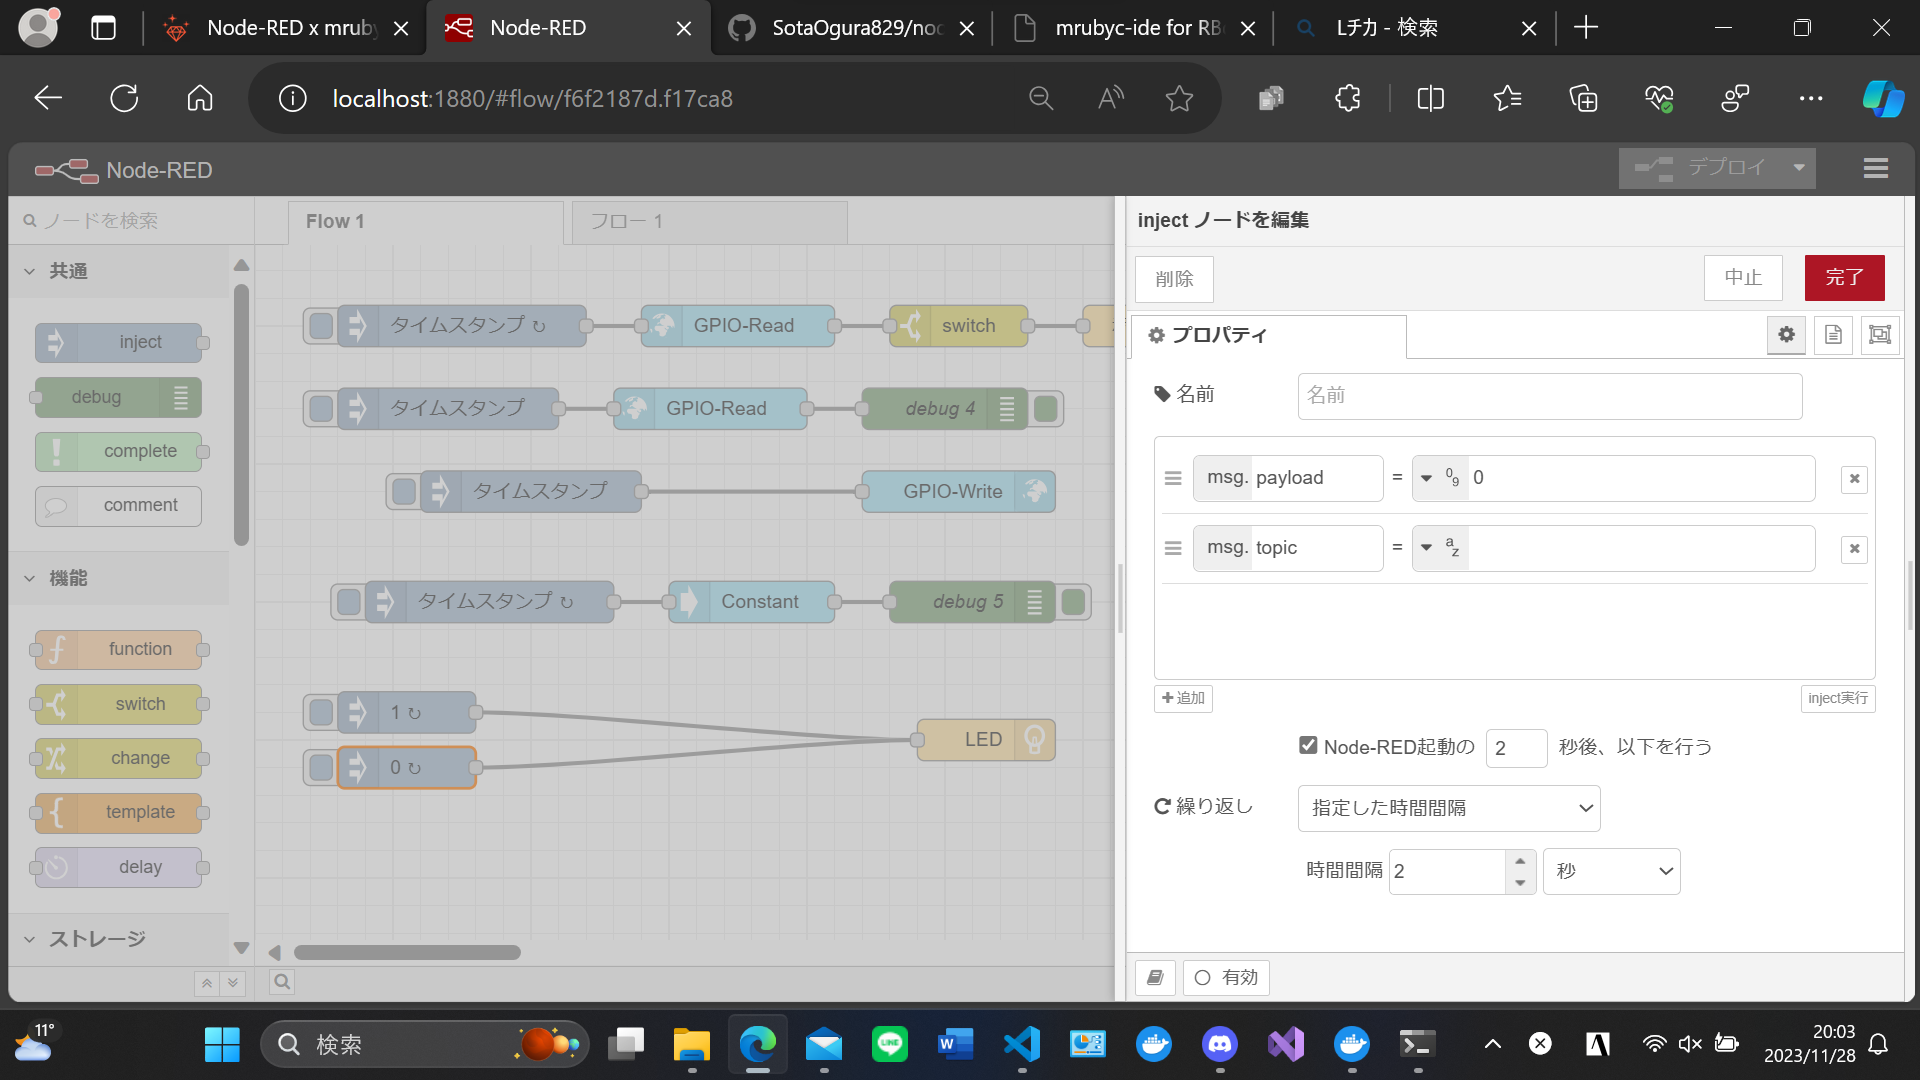 Node-RED x mruby
Node-RED
SotaOgura829/nod
mrubyc-ide for RB
Lチカ - 検索
localhost:1880/#flow/f6f2187d.f17ca8
Node-RED
デプロイ
ノードを検索
Flow 1
フロー 1
inject ノードを編集
削除
中止
完了
プロパティ
共通
inject
debug
complete
comment
機能
function
switch
change
template
delay
ストレージ
タイムスタンプ ↻
GPIO-Read
switch
タイムスタンプ
GPIO-Read
debug 4
タイムスタンプ
GPIO-Write
タイムスタンプ ↻
Constant
debug 5
1 ↻
0 ↻
LED
名前
名前
msg. payload = 0
msg. topic =
追加
inject実行
Node-RED起動の 2 秒後、以下を行う
繰り返し 指定した時間間隔
時間間隔 2 秒
有効
11°
検索
20:03
2023/11/28